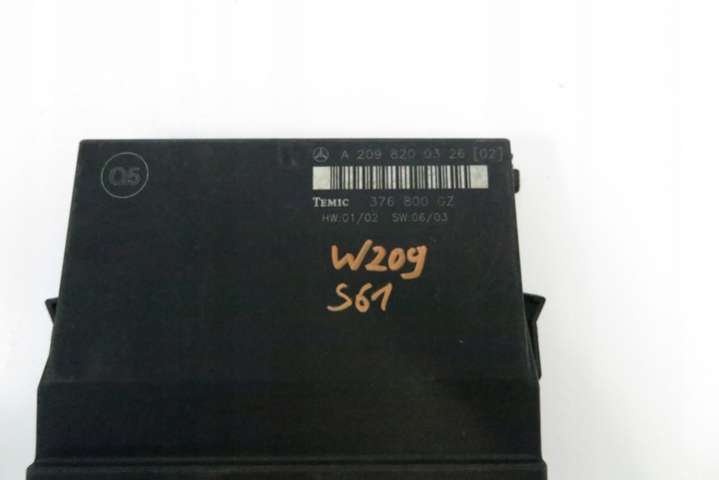 Q5
A 209 820 03 26 [02]
TEMIC 376 800 GZ
HW:01/02 SW:06/03
W209
S61